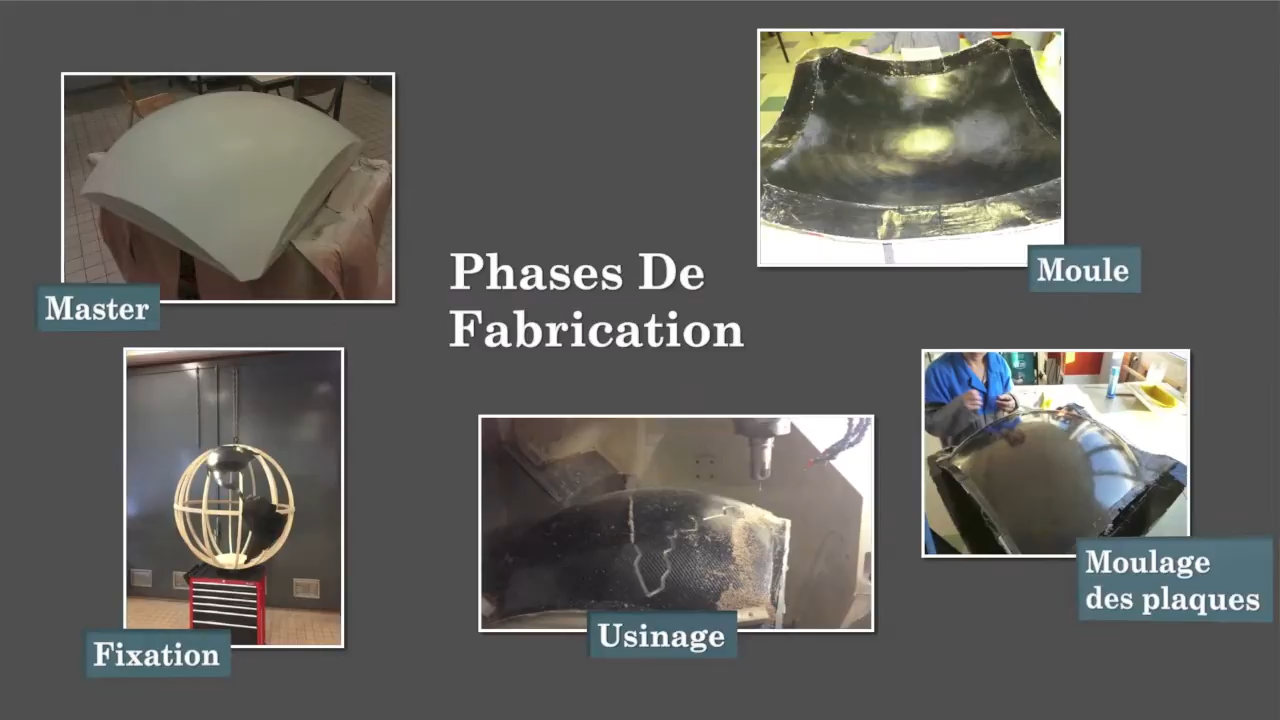 Phases De
Fabrication
Master
Moule
Moulage
des plaques
Usinage
Fixation